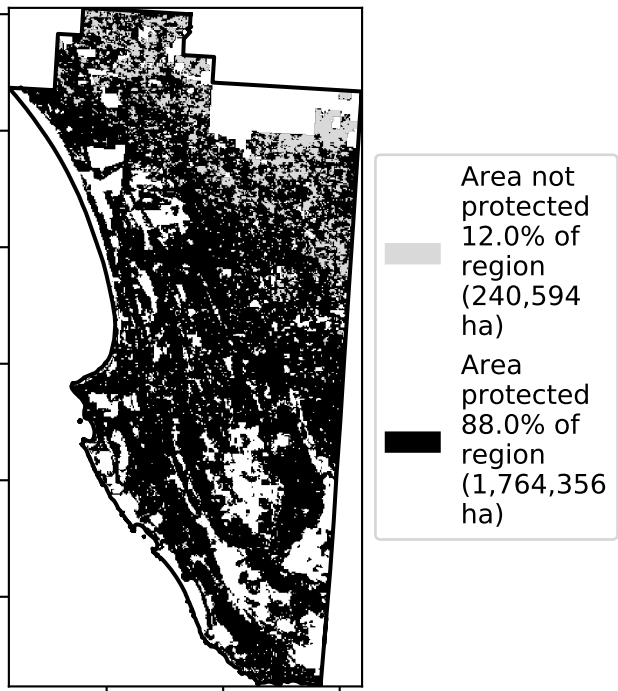 Area not
protected
12.0% of
region
(240,594
ha)
Area
protected
88.0% of
region
(1,764,356
ha)